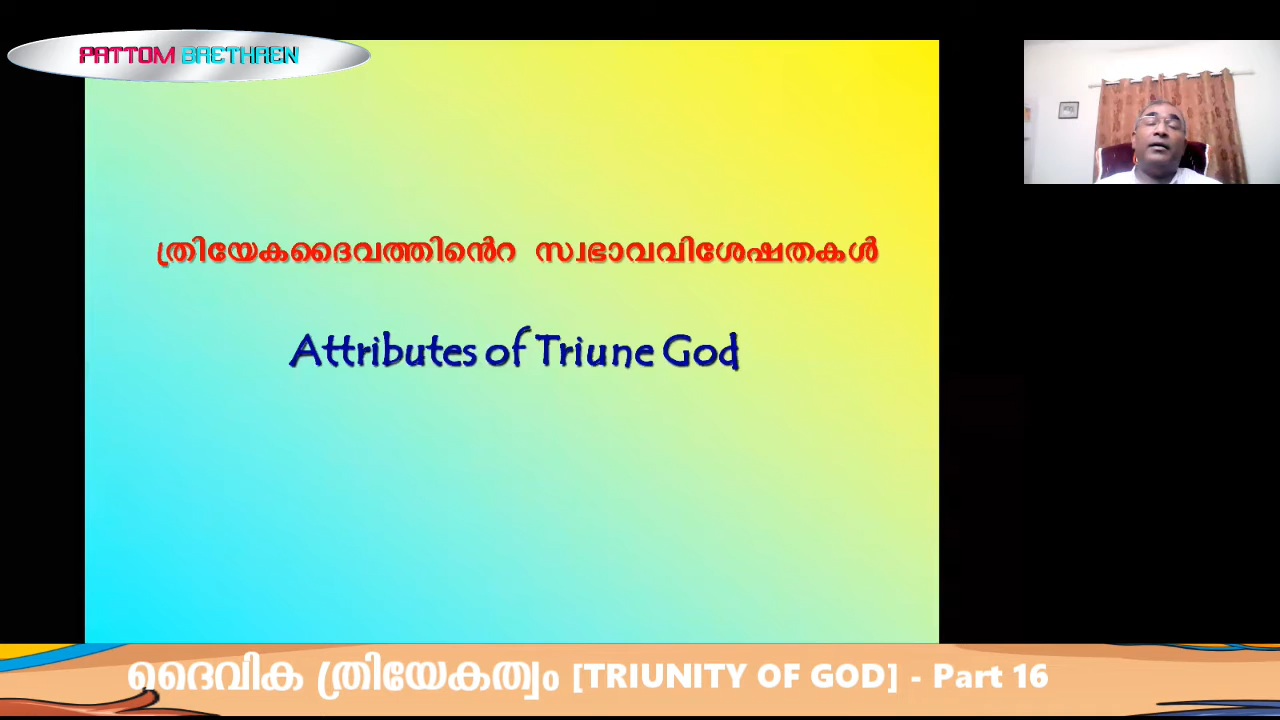 PATTOM BRETHREN
ത്രിയേകദൈവത്തിൻെറ സ്വഭാവവിശേഷതകൾ
Attributes of Triune God
ദൈവിക ത്രിയേകത്വം [TRIUNITY OF GOD] - Part 16